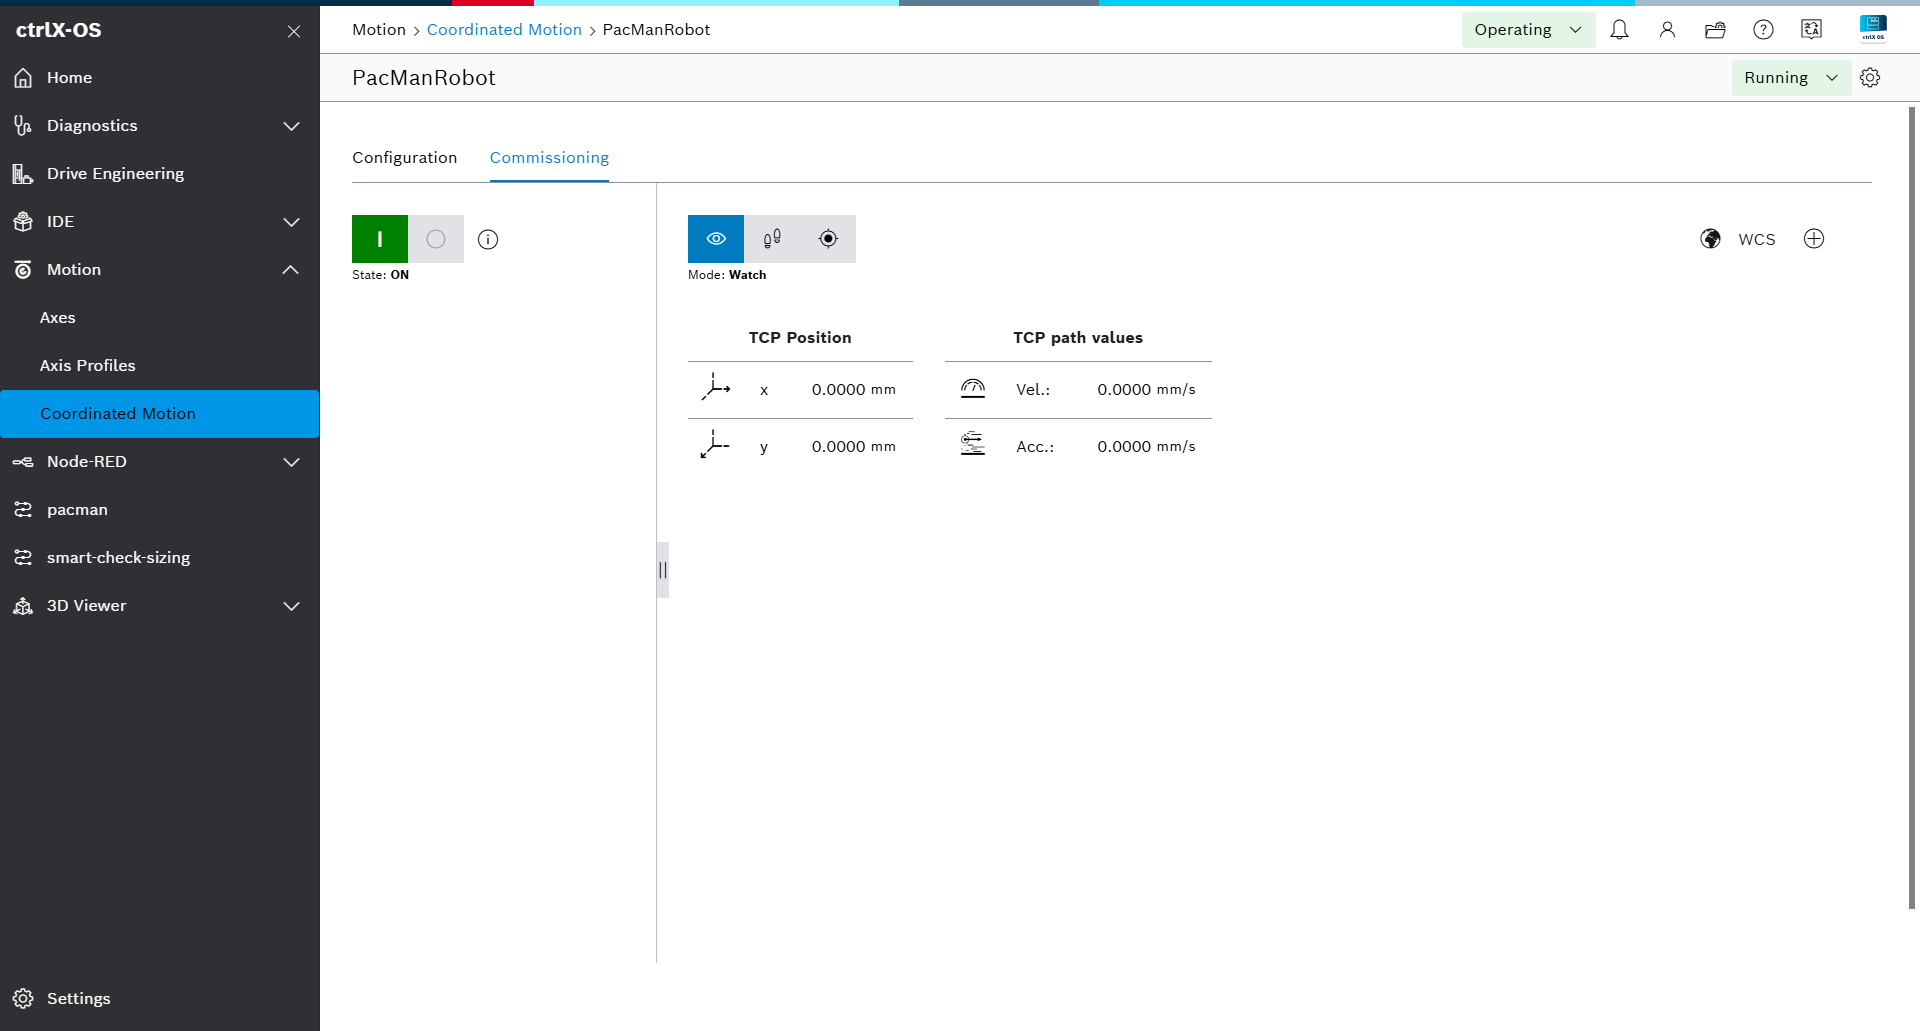 ctrlX-OS
Home
Diagnostics
Drive Engineering
IDE
Motion
Axes
Axis Profiles
Coordinated Motion
Node-RED
pacman
smart-check-sizing
3D Viewer
Settings
Motion > Coordinated Motion > PacManRobot
Operating
ctrlX OS
PacManRobot
Running
Configuration
Commissioning
State: ON
Mode: Watch
WCS
TCP Position
x 0.0000 mm
y 0.0000 mm
TCP path values
Vel.: 0.0000 mm/s
Acc.: 0.0000 mm/s